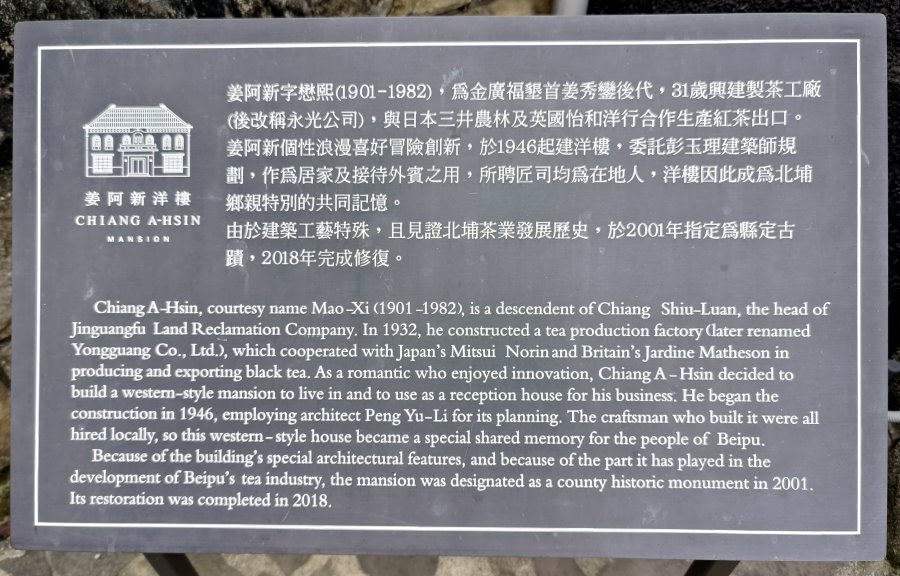 姜阿新洋樓
CHIANG A-HSIN
MANSION
姜阿新字懋熙(1901-1982)，為金廣福墾首姜秀鑾後代，31歲興建製茶工廠
(後改稱永光公司)，與日本三井農林及英國怡和洋行合作生產紅茶出口。
姜阿新個性浪漫喜好冒險創新，於1946起建洋樓，委託彭玉理建築師規
劃，作為居家及接待外賓之用，所聘匠司均為在地人，洋樓因此成為北埔
鄉親特別的共同記憶。
由於建築工藝特殊，且見證北埔茶業發展歷史，於2001年指定為縣定古
蹟，2018年完成修復。
Chiang A-Hsin, courtesy name Mao-Xi (1901-1982), is a descendent of Chiang Shiu-Luan, the head of
Jinguangfu Land Reclamation Company. In 1932, he constructed a tea production factory (later renamed
Yongguang Co., Ltd.), which cooperated with Japan's Mitsui Norin and Britain's Jardine Matheson in
producing and exporting black tea. As a romantic who enjoyed innovation, Chiang A-Hsin decided to
build a western-style mansion to live in and to use as a reception house for his business. He began the
construction in 1946, employing architect Peng Yu-Li for its planning. The craftsman who built it were all
hired locally, so this western-style house became a special shared memory for the people of Beipu.
Because of the building's special architectural features, and because of the part it has played in the
development of Beipu's tea industry, the mansion was designated as a county historic monument in 2001.
Its restoration was completed in 2018.